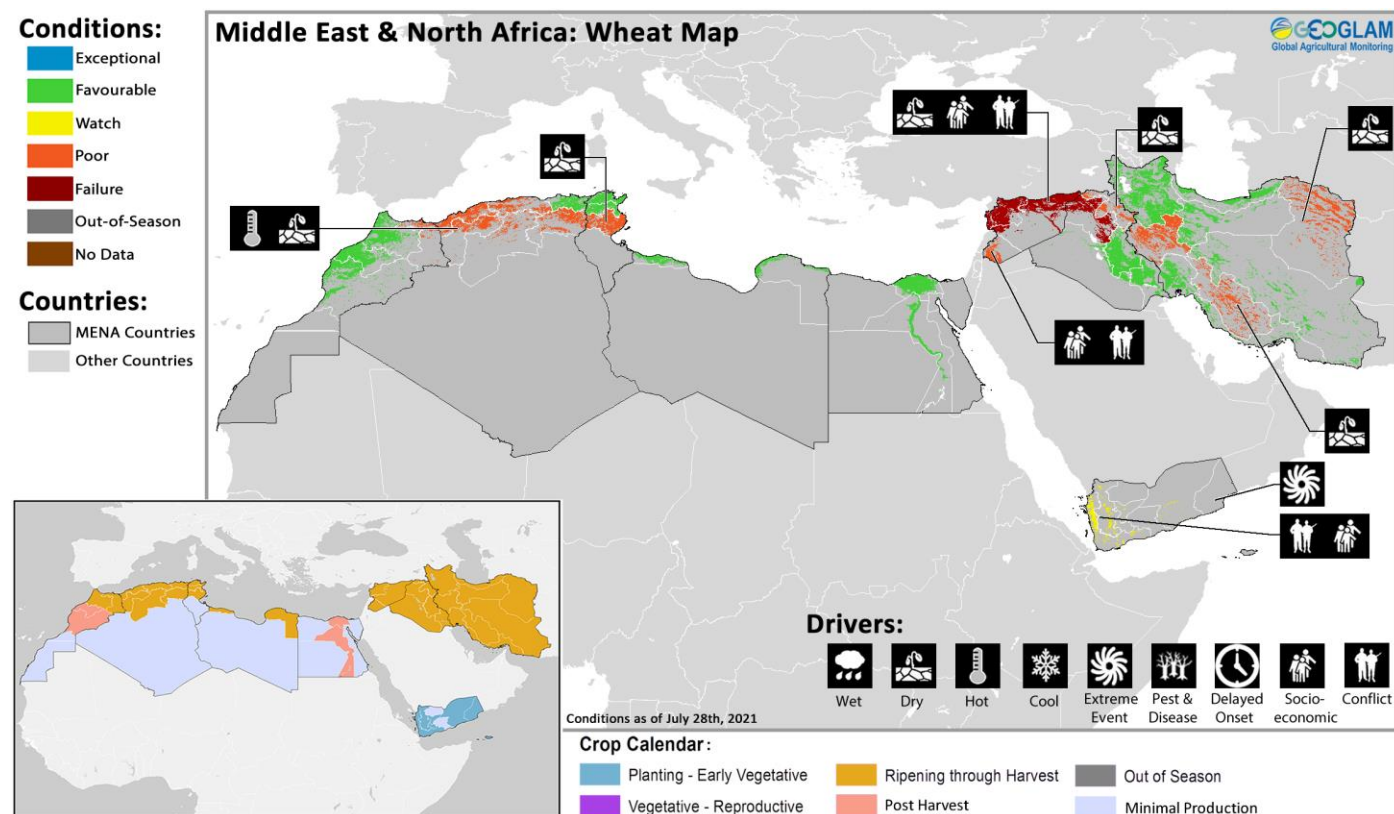 Conditions:
Exceptional
Favourable
Watch
Poor
Failure
Out-of-Season
No Data
Countries:
MENA Countries
Other Countries
Middle East & North Africa: Wheat Map
GEOGLAM
Global Agricultural Monitoring
Drivers:
Wet
Dry
Hot
Cool
Extreme
Event
Pest &
Disease
Delayed
Onset
Socio-
economic
Conflict
Conditions as of July 28th, 2021
Crop Calendar:
Planting - Early Vegetative
Ripening through Harvest
Out of Season
Vegetative - Reproductive
Post Harvest
Minimal Production